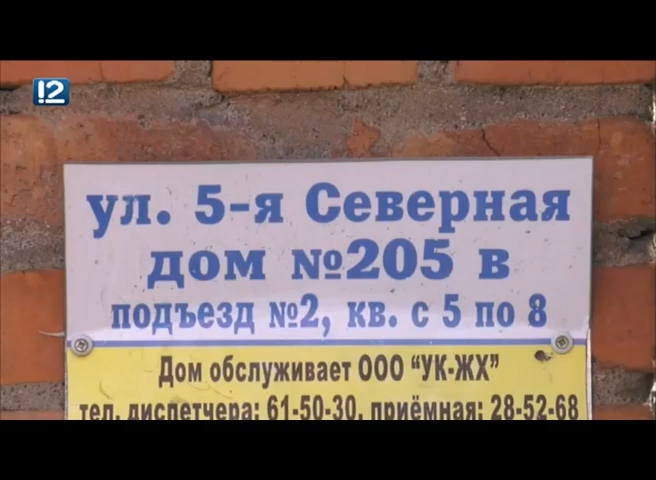 12
ул. 5-я Северная
дом №205 в
подъезд №2, кв. с 5 по 8
Дом обслуживает ООО "УК-ЖХ"
тел. диспетчера: 61-50-30, приёмная: 28-52-68